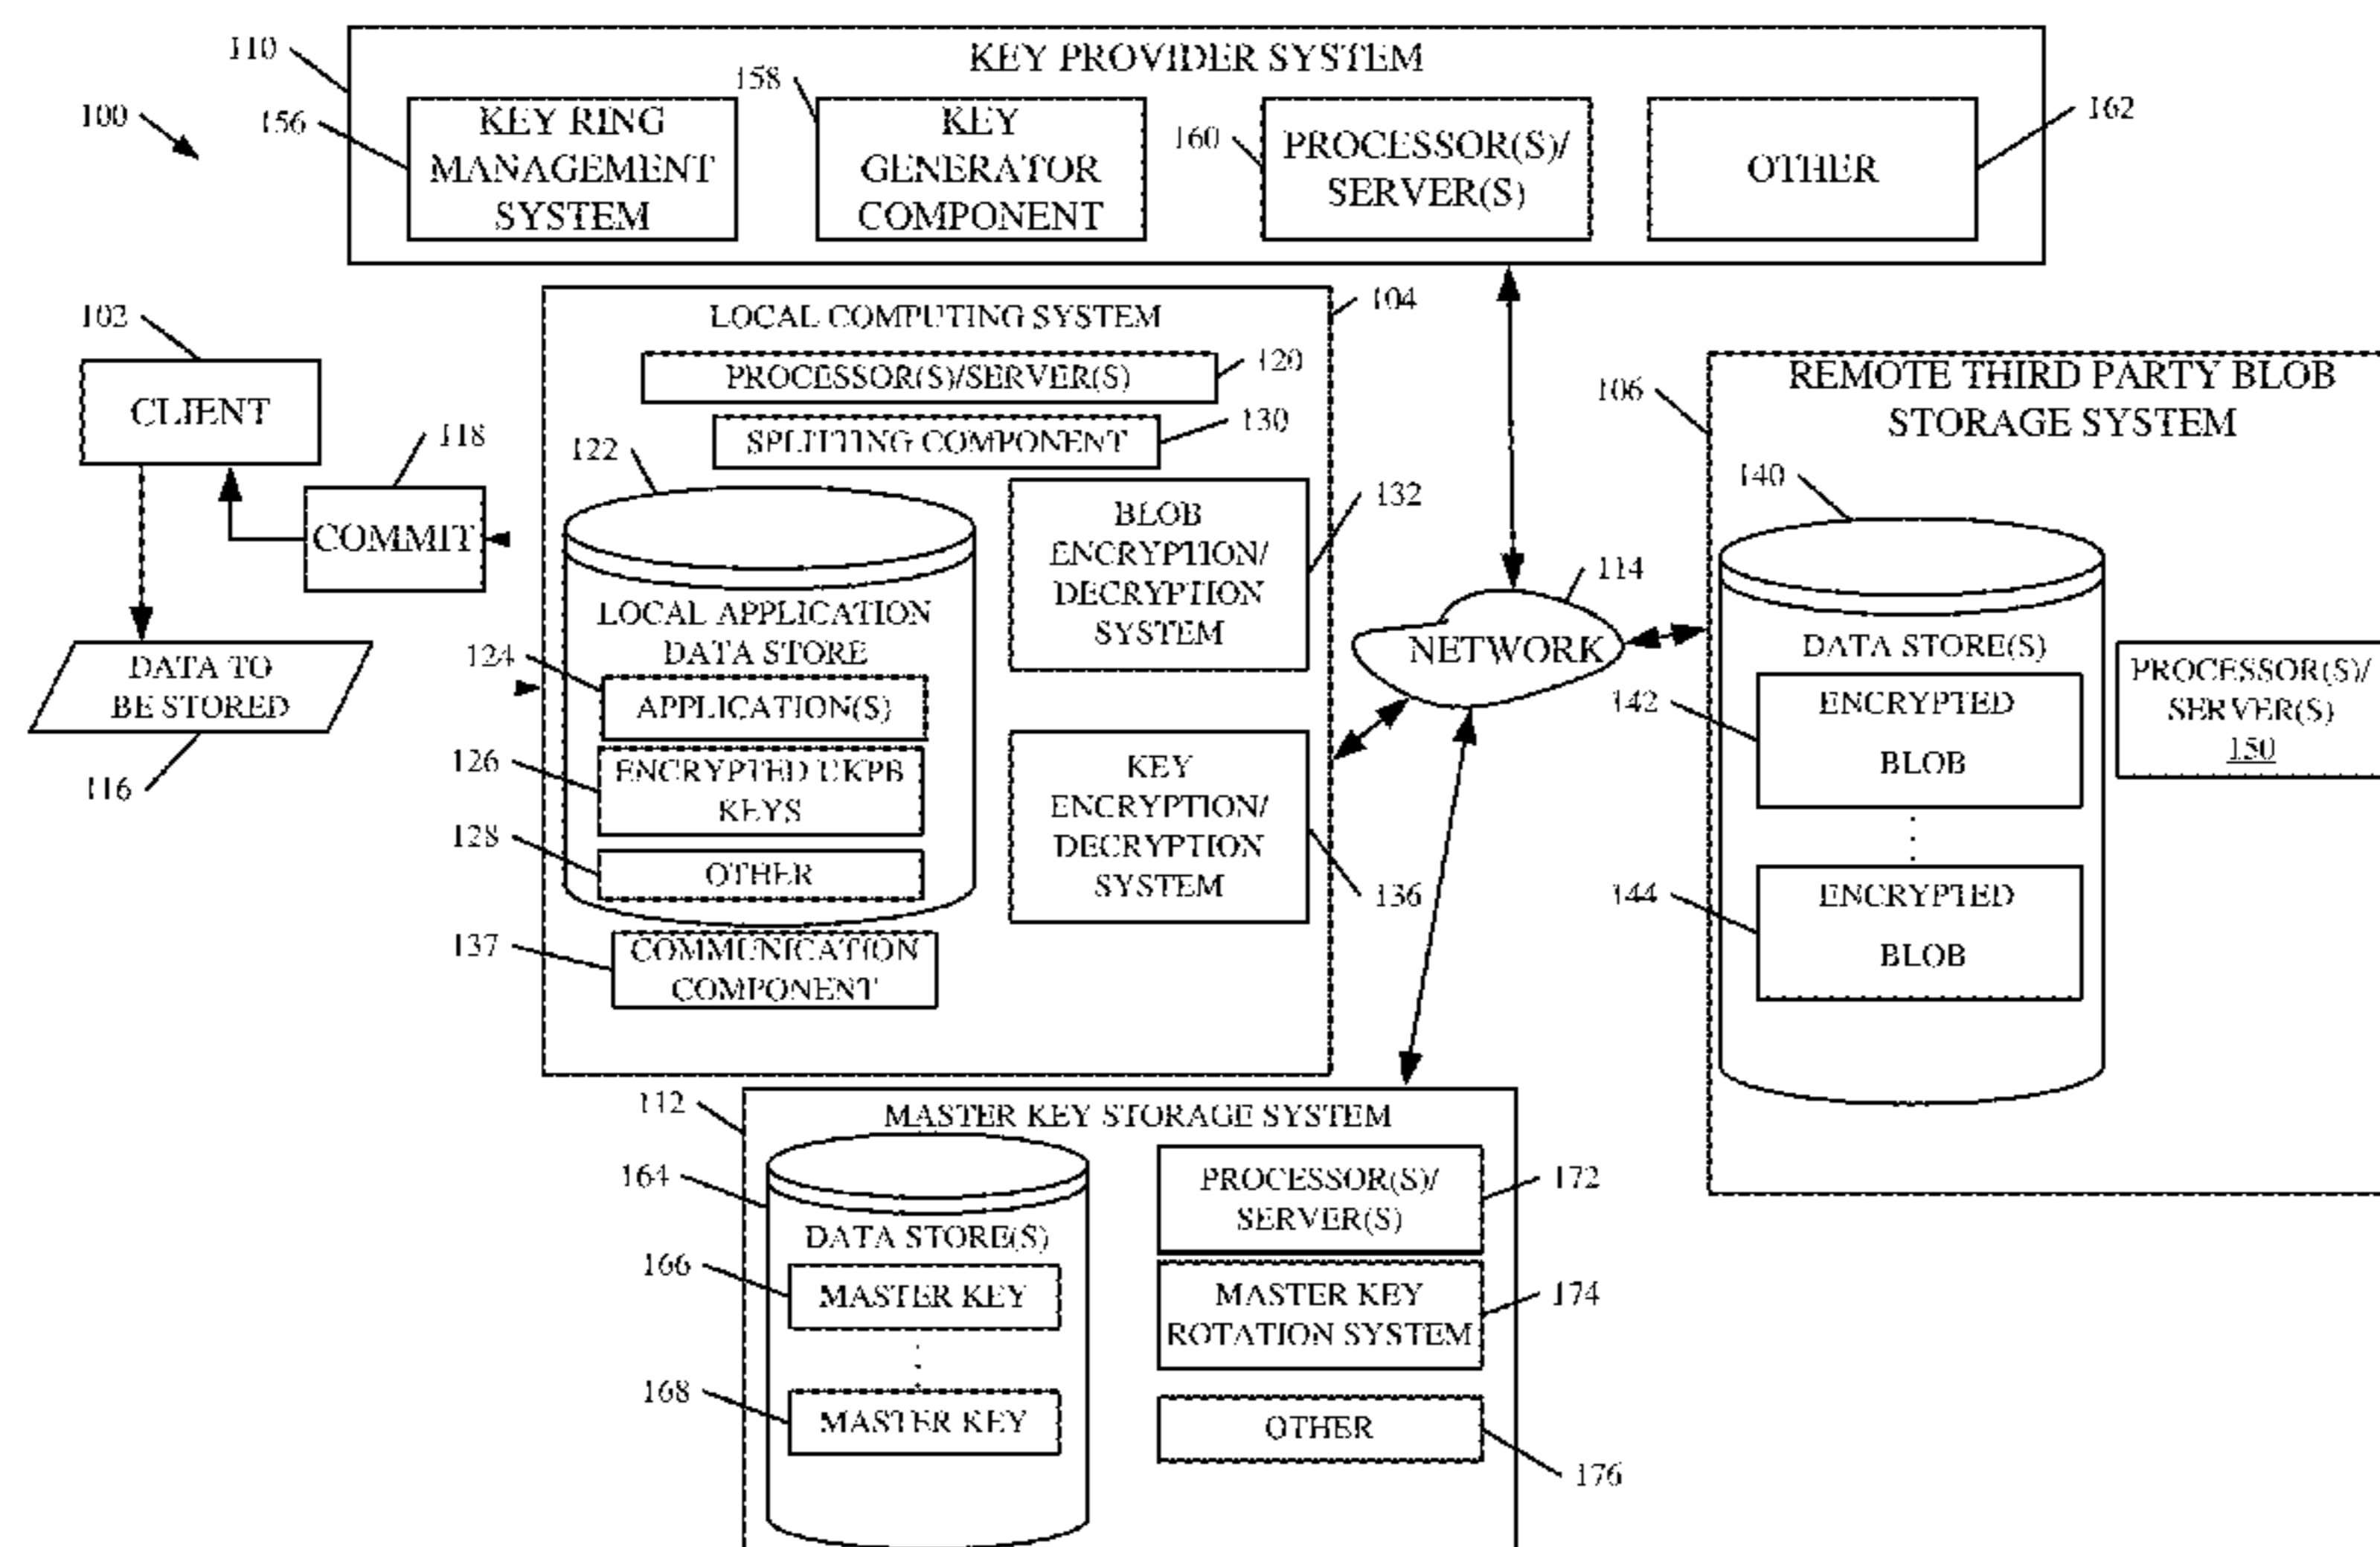 110
KEY PROVIDER SYSTEM
100
156
KEY RING
MANAGEMENT
SYSTEM
158
KEY
GENERATOR
COMPONENT
160
PROCESSOR(S)/
SERVER(S)
OTHER
162
102
CLIENT
118
COMMIT
DATA TO
BE STORED
116
LOCAL COMPUTING SYSTEM
104
PROCESSOR(S)/SERVER(S)
120
SPLITTING COMPONENT
130
122
LOCAL APPLICATION
DATA STORE
124
APPLICATION(S)
126
ENCRYPTED UKPB
KEYS
128
OTHER
137
COMMUNICATION
COMPONENT
BLOB
ENCRYPTION/
DECRYPTION
SYSTEM
132
KEY
ENCRYPTION/
DECRYPTION
SYSTEM
136
114
NETWORK
106
REMOTE THIRD PARTY BLOB
STORAGE SYSTEM
140
DATA STORE(S)
142
ENCRYPTED
BLOB
144
ENCRYPTED
BLOB
PROCESSOR(S)/
SERVER(S)
150
112
MASTER KEY STORAGE SYSTEM
164
DATA STORE(S)
166
MASTER KEY
168
MASTER KEY
PROCESSOR(S)/
SERVER(S)
172
MASTER KEY
ROTATION SYSTEM
174
OTHER
176